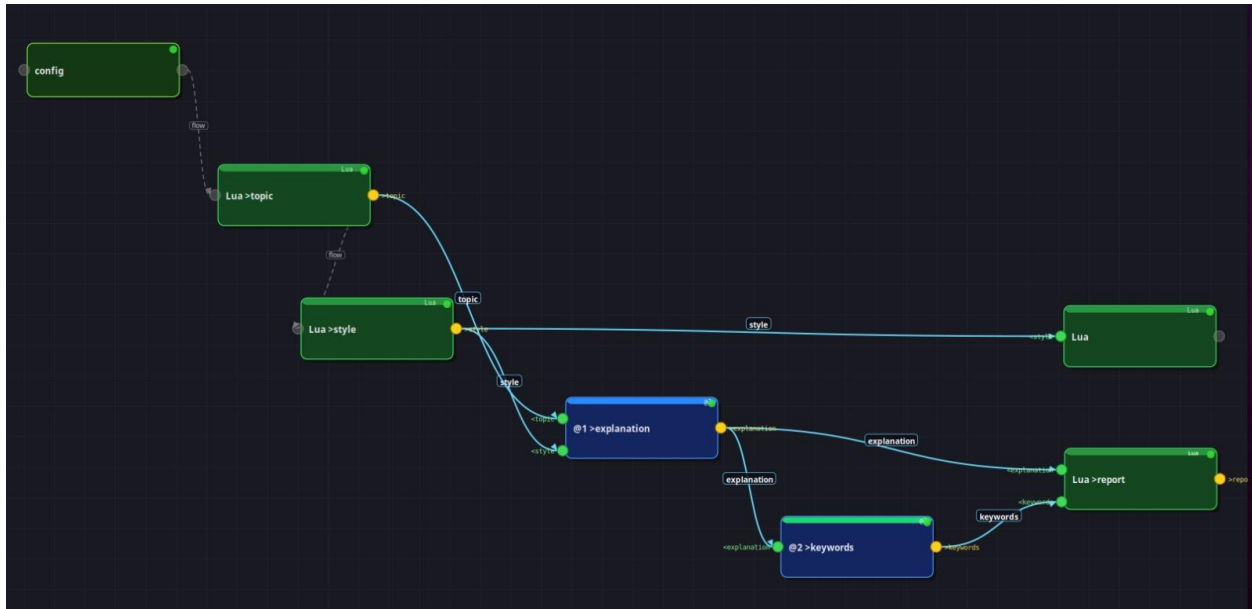 config
flow
Lua
Lua >topic
>topic
flow
Lua
Lua >style
>style
topic
style
style
Lua
<style
Lua
<topic
<style
@1 >explanation
>explanation
explanation
explanation
Lua
<explanation
<keywords
Lua >report
>repo
keywords
<explanation
@2 >keywords
>keywords